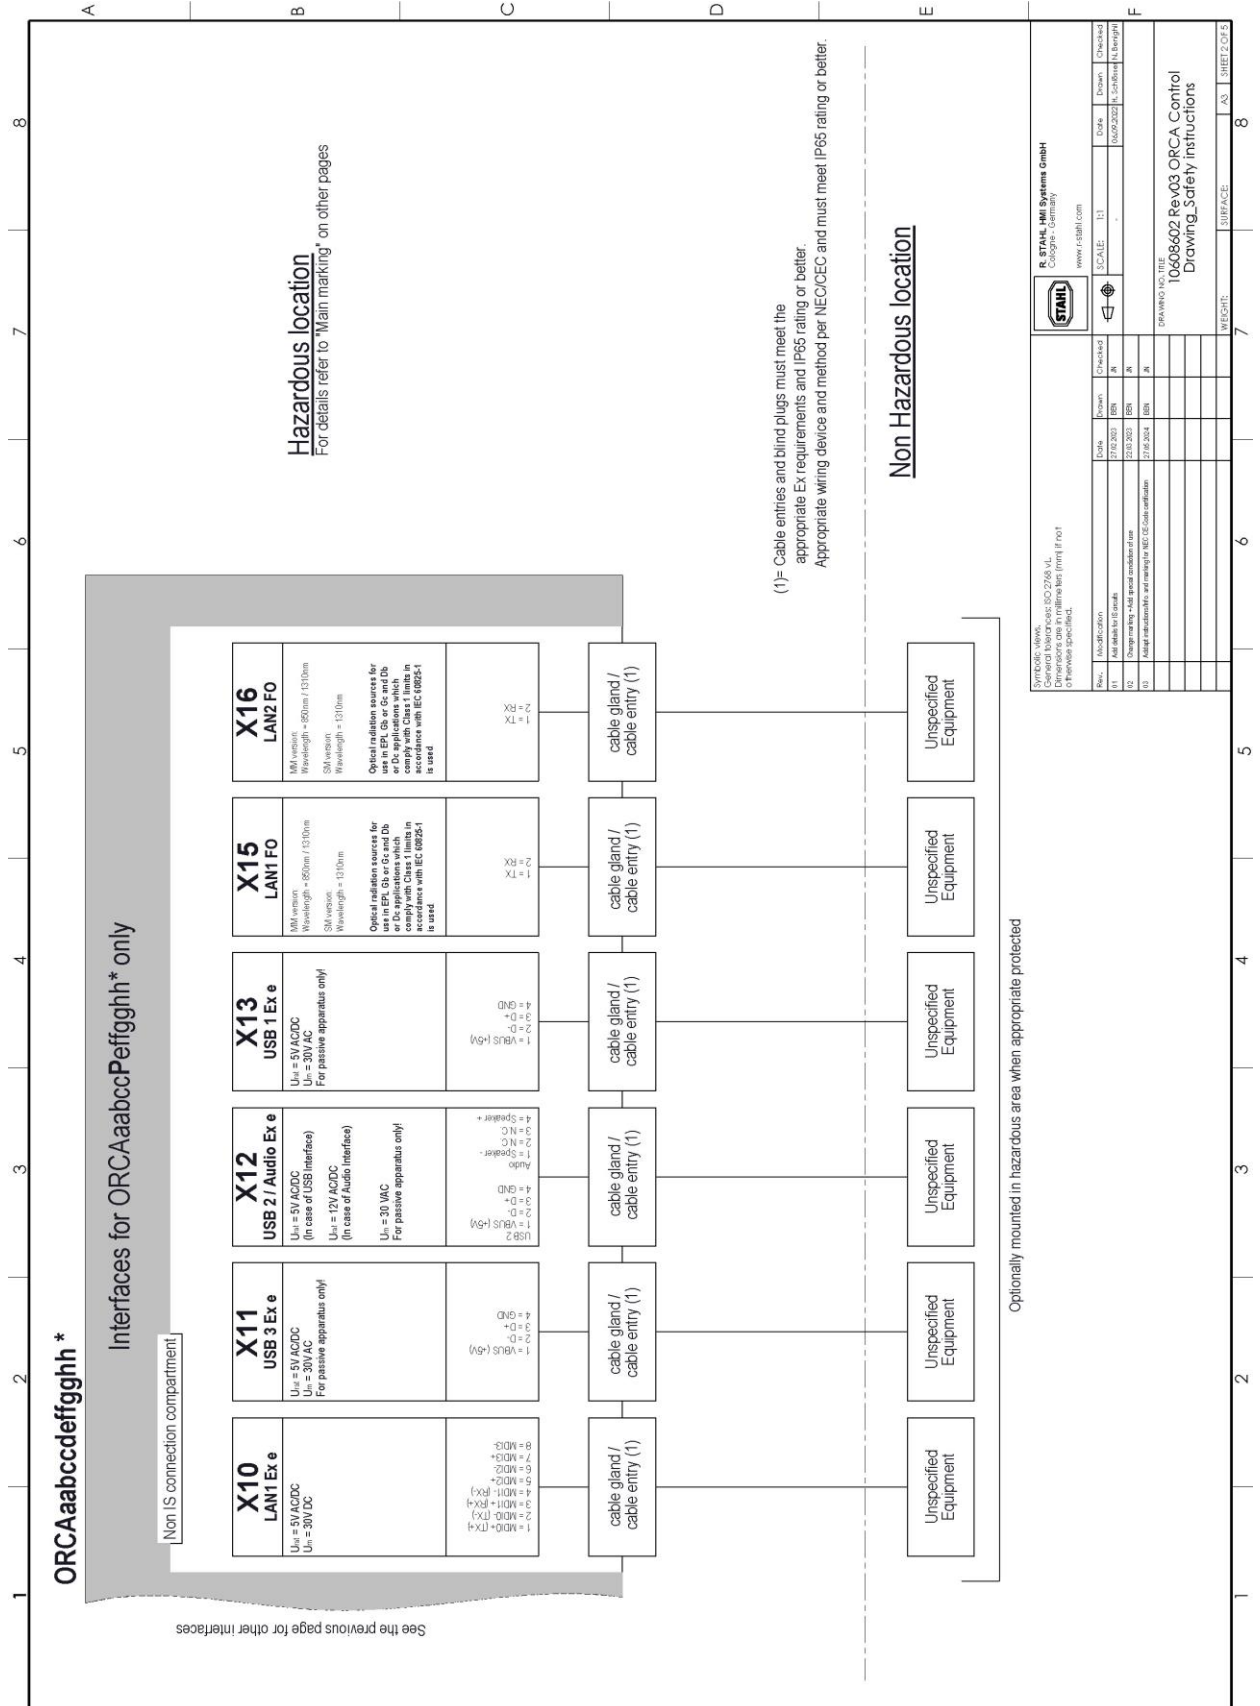 1 2 3 4 5 6 7 8
A
B
C
D
E
F
ORCAaabccdeffgghh *
Interfaces for ORCAaabccPeffgghh* only
Non IS connection compartment
See the previous page for other interfaces
X10
LAN1 Ex e
Urat = 5V AC/DC
Um = 30V DC
1 = MDI0+ (TX+)
2 = MDI0- (TX-)
3 = MDI1+ (RX+)
4 = MDI1- (RX-)
5 = MDI2+
6 = MDI2-
7 = MDI3+
8 = MDI3-
cable gland /
cable entry (1)
Unspecified
Equipment
X11
USB 3 Ex e
Urat = 5V AC/DC
Um = 30V AC
For passive apparatus only!
1 = VBUS (+5V)
2 = D-
3 = D+
4 = GND
cable gland /
cable entry (1)
Unspecified
Equipment
X12
USB 2 / Audio Ex e
Urat = 5V AC/DC
(In case of USB Interface)
Urat = 12V AC/DC
(In case of Audio Interface)
Um = 30 VAC
For passive apparatus only!
USB 2
1 = VBUS (+5V)
2 = D-
3 = D+
4 = GND
Audio
1 = Speaker -
2 = N.C
3 = N.C
4 = Speaker +
cable gland /
cable entry (1)
Unspecified
Equipment
X13
USB 1 Ex e
Urat = 5V AC/DC
Um = 30V AC
For passive apparatus only!
1 = VBUS (+5V)
2 = D-
3 = D+
4 = GND
cable gland /
cable entry (1)
Unspecified
Equipment
X15
LAN1 FO
MM version:
Wavelength = 850nm / 1310nm
SM version:
Wavelength = 1310nm
Optical radiation sources for
use in EPL Gb or Gc and Db
or Dc applications which
comply with Class 1 limits in
accordance with IEC 60825-1
is used
1 = TX
2 = RX
cable gland /
cable entry (1)
Unspecified
Equipment
X16
LAN2 FO
MM version:
Wavelength = 850nm / 1310nm
SM version:
Wavelength = 1310nm
Optical radiation sources for
use in EPL Gb or Gc and Db
or Dc applications which
comply with Class 1 limits in
accordance with IEC 60825-1
is used
1 = TX
2 = RX
cable gland /
cable entry (1)
Unspecified
Equipment
Hazardous location
For details refer to "Main marking" on other pages
(1)= Cable entries and blind plugs must meet the
appropriate Ex requirements and IP65 rating or better.
Appropriate wiring device and method per NEC/CEC and must meet IP65 rating or better.
Non Hazardous location
Optionally mounted in hazardous area when appropriate protected
Symbolic views.
General tolerances: ISO 2768 vL
Dimensions are in millimeters (mm) if not
otherwise specified.
STAHL
R. STAHL HMI Systems GmbH
Cologne - Germany
www.r-stahl.com
Rev. Modification Date Drawn Checked
01 Add details for IS circuits 27.02.2023 BEN JN
02 Change marking + Add special condition of use 22.03.2023 BEN JN
03 Addapt instructions/info. and marking for NEC CE-Code certification 27.05.2024 BEN JN
SCALE: 1:1
Date Drawn Checked
- 06.09.2022 H. Schlösser N. Benighil
DRAWING NO, TITLE
10608602 Rev03 ORCA Control
Drawing_Safety instructions
WEIGHT: SURFACE: A3 SHEET 2 OF 5
1 2 3 4 5 6 7 8